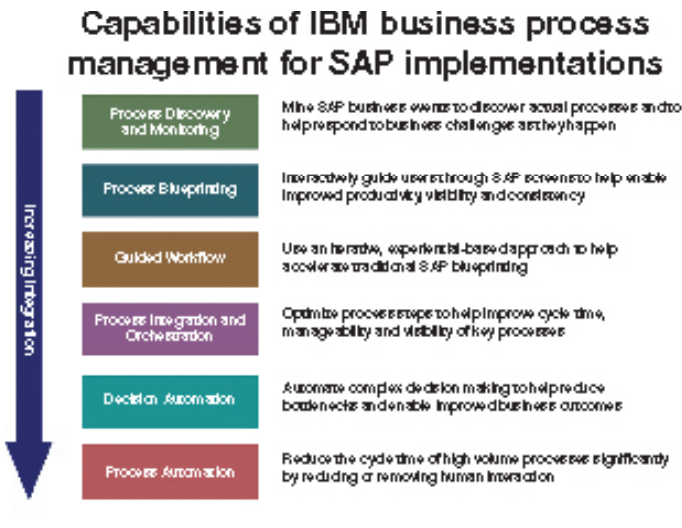 Capabilities of IBM business process
management for SAP implementations
Increasing Integration
Process Discovery
and Monitoring
Mine SAP business events to discover actual processes and to
help respond to business challenges as they happen
Process Blueprinting
Interactively guide users through SAP screens to help enable
improved productivity, visibility and consistency
Guided Workflow
Use an iterative, experiential-based approach to help
accelerate traditional SAP blueprinting
Process Integration and
Orchestration
Optimize process steps to help improve cycle time,
manageability and visibility of key processes
Decision Automation
Automate complex decision making to help reduce
bottlenecks and enable improved business outcomes
Process Automation
Reduce the cycle time of high volume processes significantly
by reducing or removing human interaction